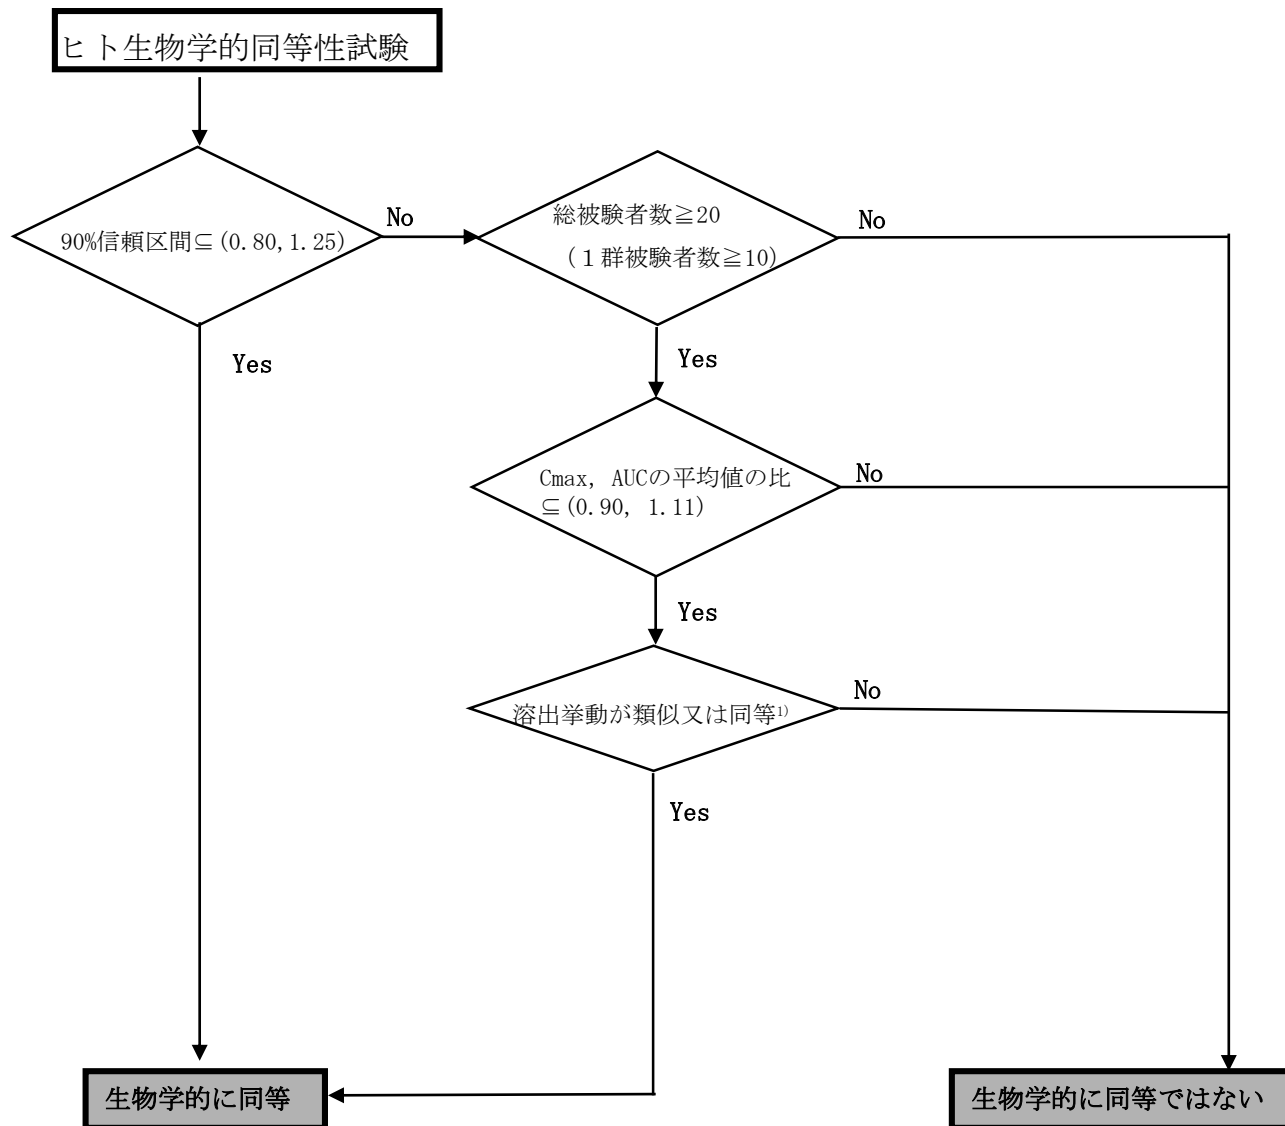 ヒト生物学的同等性試験
90%信頼区間⊆(0.80,1.25)
No
総被験者数≧20
(１群被験者数≧10)
No
Yes
Yes
Cmax, AUCの平均値の比
⊆(0.90, 1.11)
No
Yes
溶出挙動が類似又は同等1)
No
Yes
生物学的に同等
生物学的に同等ではない